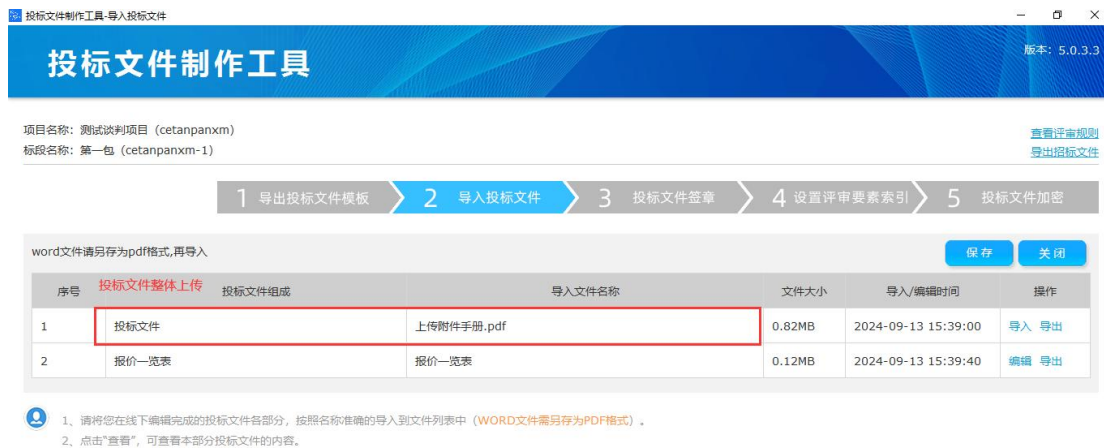 投标文件制作工具-导入投标文件
投标文件制作工具
版本：5.0.3.3
项目名称：测试谈判项目（cetanpanxm）
查看评审规则
标段名称：第一包（cetanpanxm-1）
导出招标文件
1 导出投标文件模板 2 导入投标文件 3 投标文件签章 4 设置评审要素索引 5 投标文件加密
word文件请另存为pdf格式,再导入 保存 关闭
序号 投标文件整体上传 投标文件组成 导入文件名称 文件大小 导入/编辑时间 操作
1 投标文件 上传附件手册.pdf 0.82MB 2024-09-13 15:39:00 导入 导出
2 报价一览表 报价一览表 0.12MB 2024-09-13 15:39:40 编辑 导出
1、请将您在线下编辑完成的投标文件各部分，按照名称准确的导入到文件列表中（WORD文件需另存为PDF格式）.
2、点击“查看”，可查看本部分投标文件的内容。